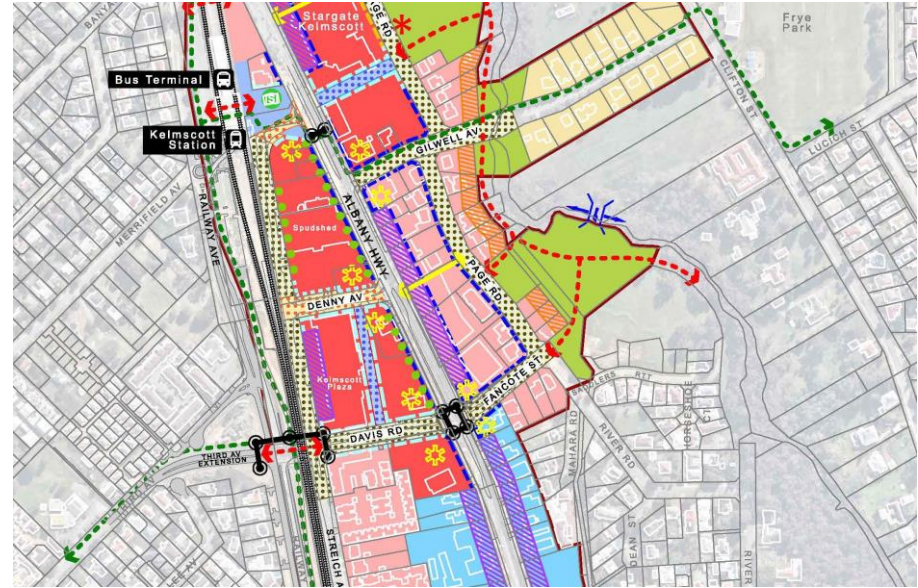 Stargate
Kelmscott
Frye
Park
Bus Terminal
CLIFTON ST
LUCICH ST
Kelmscott
Station
GILWELL AV
MERRIFIELD AV
RAILWAY AVE
ALBANY HWY
Spudshed
PAGE RD
DENNY AV
Kelmscott
Plaza
FANCOTE ST
SADDLERS RTT
DAVIS RD
THIRD AV
EXTENSION
MAHARA RD
RIVER RD
DEAN ST
RIVER